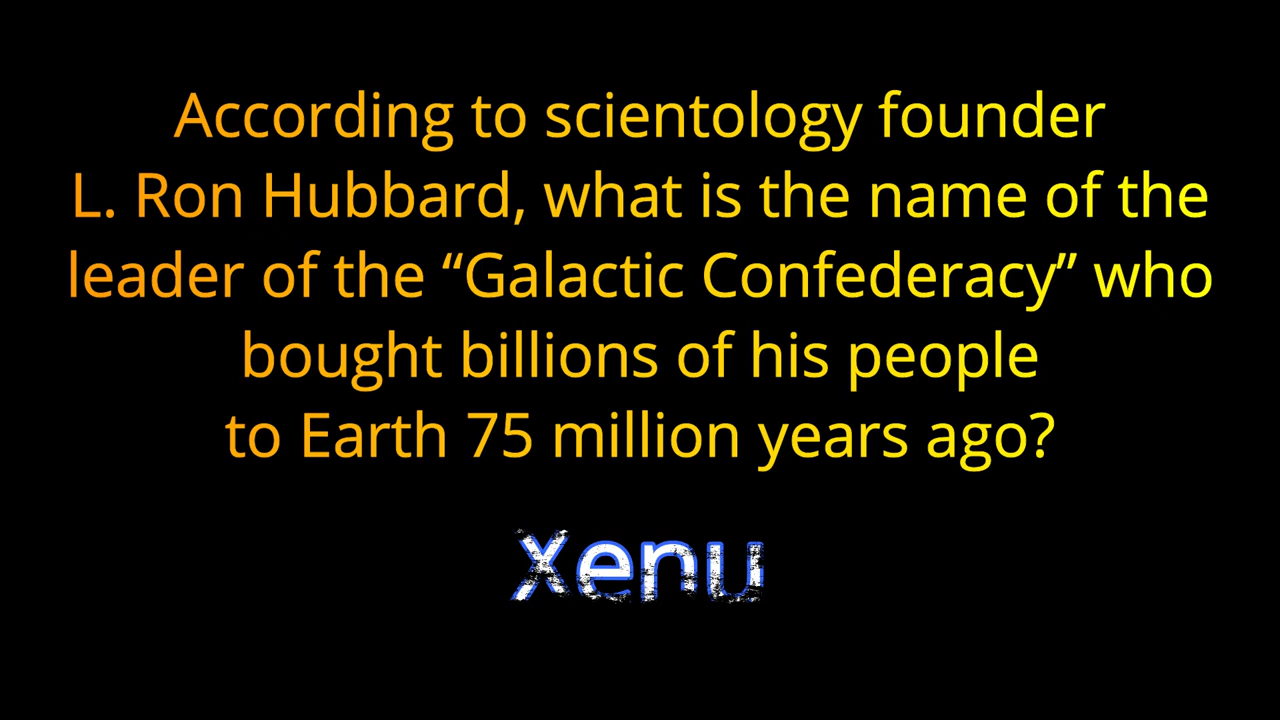 According to scientology founder
L. Ron Hubbard, what is the name of the
leader of the “Galactic Confederacy” who
bought billions of his people
to Earth 75 million years ago?
Xenu